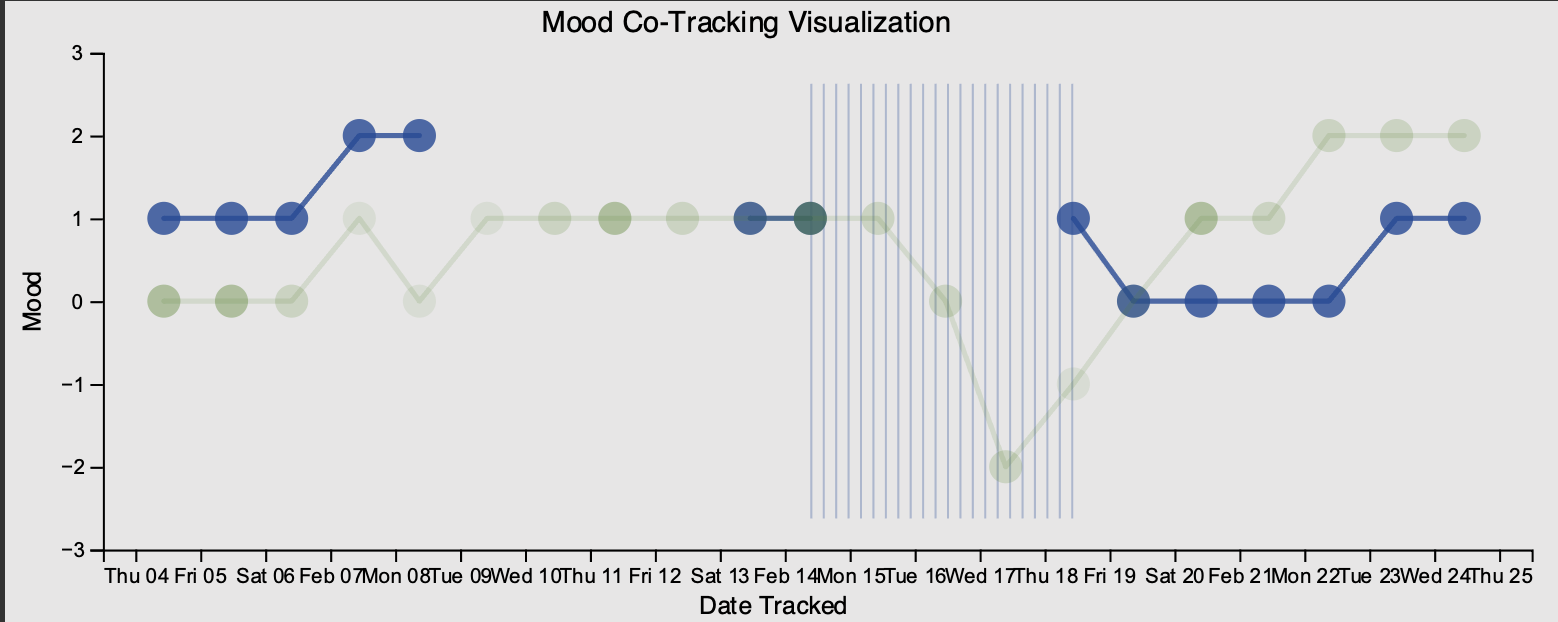 Mood Co-Tracking Visualization
3
2
1
0
−1
−2
−3
Mood
Thu 04 Fri 05 Sat 06 Feb 07 Mon 08 Tue 09 Wed 10 Thu 11 Fri 12 Sat 13 Feb 14 Mon 15 Tue 16 Wed 17 Thu 18 Fri 19 Sat 20 Feb 21 Mon 22 Tue 23 Wed 24 Thu 25
Date Tracked